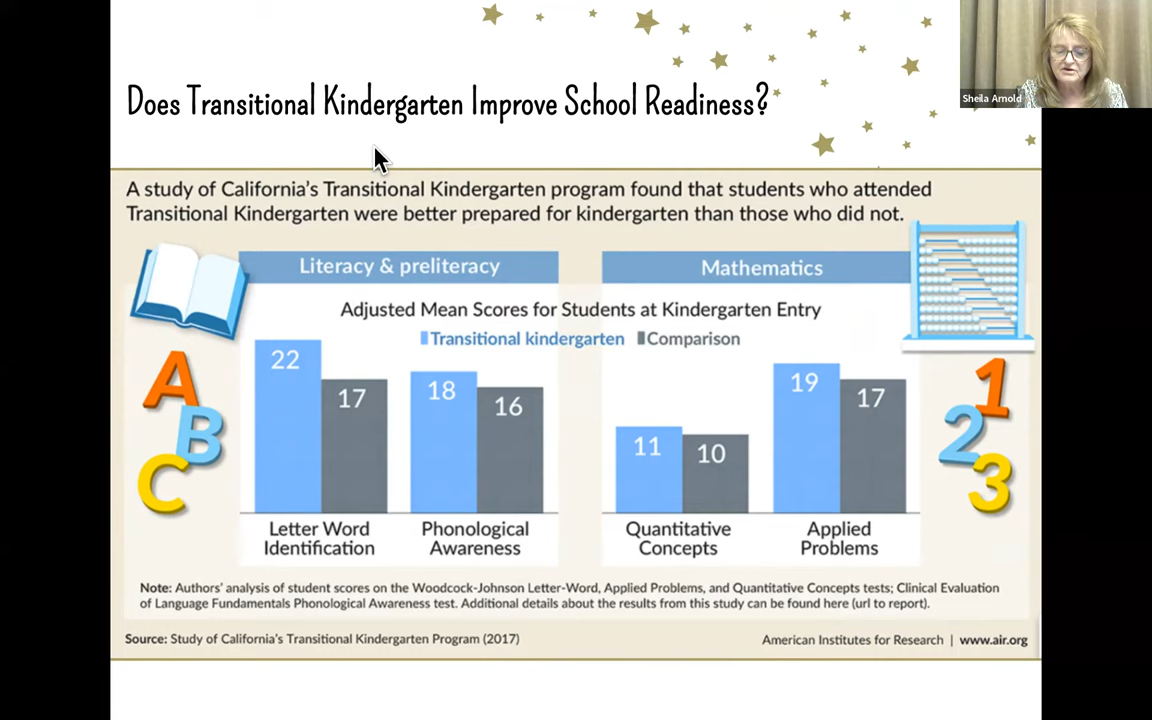 Does Transitional Kindergarten Improve School Readiness?
Sheila Arnold
A study of California's Transitional Kindergarten program found that students who attended
Transitional Kindergarten were better prepared for kindergarten than those who did not.
Literacy & preliteracy
Mathematics
Adjusted Mean Scores for Students at Kindergarten Entry
Transitional kindergarten Comparison
22
17
18
16
11
10
19
17
A
B
C
1
2
3
Letter Word
Identification
Phonological
Awareness
Quantitative
Concepts
Applied
Problems
Note: Authors' analysis of student scores on the Woodcock-Johnson Letter-Word, Applied Problems, and Quantitative Concepts tests; Clinical Evaluation
of Language Fundamentals Phonological Awareness test. Additional details about the results from this study can be found here (url to report).
Source: Study of California's Transitional Kindergarten Program (2017)
American Institutes for Research | www.air.org